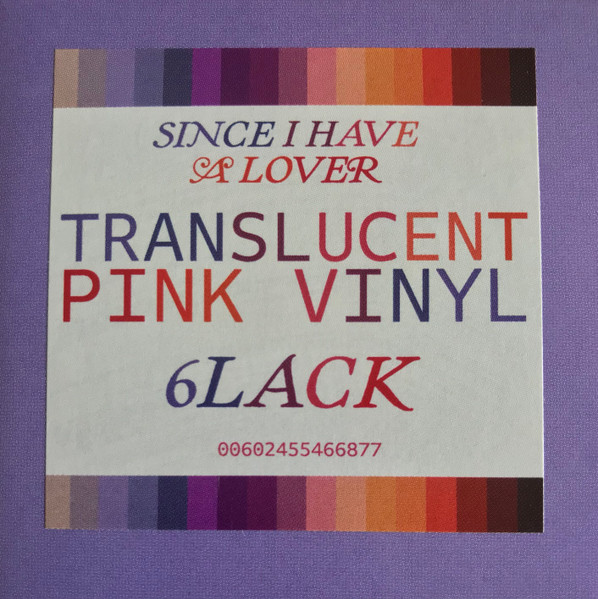 SINCE I HAVE
A LOVER
TRANSLUCENT
PINK VINYL
6LACK
00602455466877